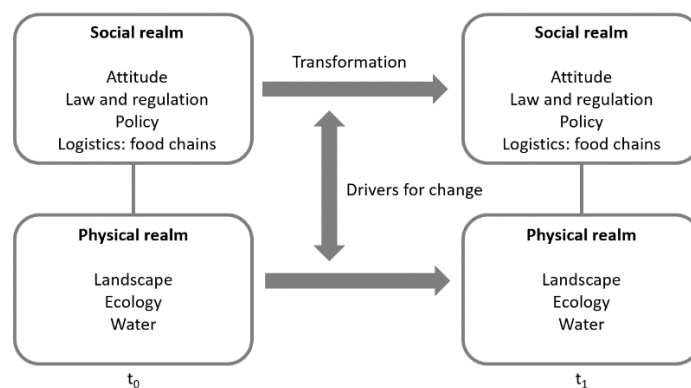 Social realm
Attitude
Law and regulation
Policy
Logistics: food chains
Transformation
Social realm
Attitude
Law and regulation
Policy
Logistics: food chains
Drivers for change
Physical realm
Landscape
Ecology
Water
t0
Physical realm
Landscape
Ecology
Water
t1